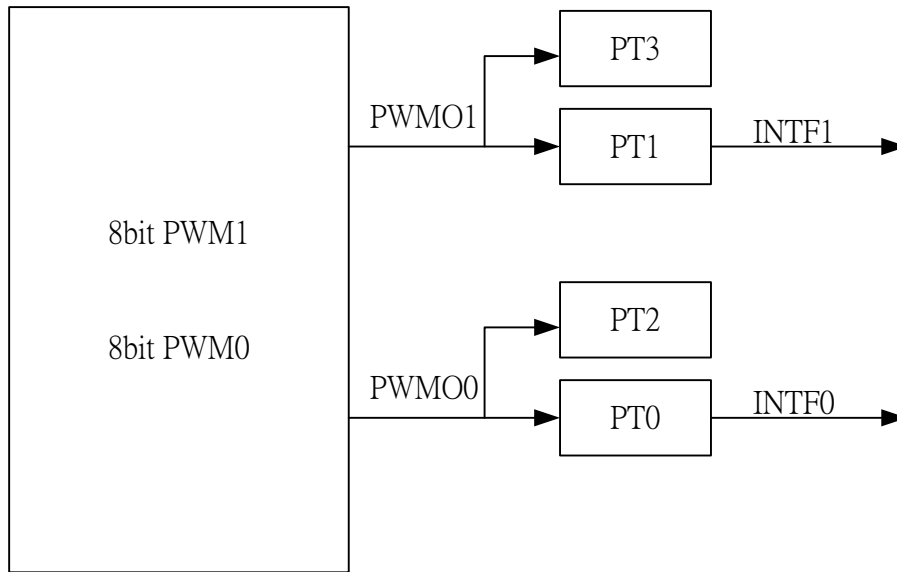 PT3
PWMO1
PT1
INTF1
8bit PWM1
PT2
8bit PWM0
PWMO0
PT0
INTF0